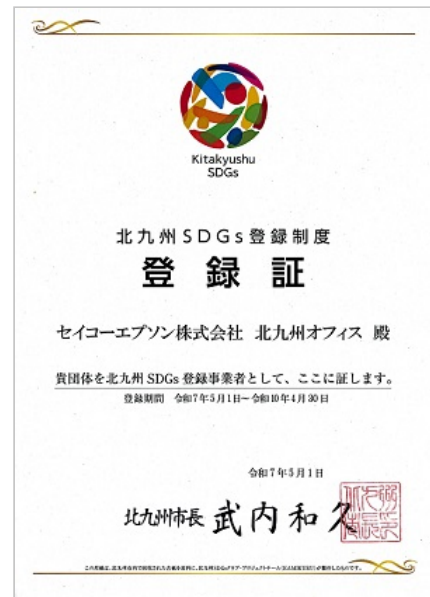 Kitakyushu
SDGs
北九州SDGs登録制度
登録証
セイコーエプソン株式会社 北九州オフィス 殿
貴団体を北九州SDGs登録事業者として、ここに証します。
登録期間 令和7年5月1日～令和10年4月30日
令和7年5月1日
北九州市長 武内和久